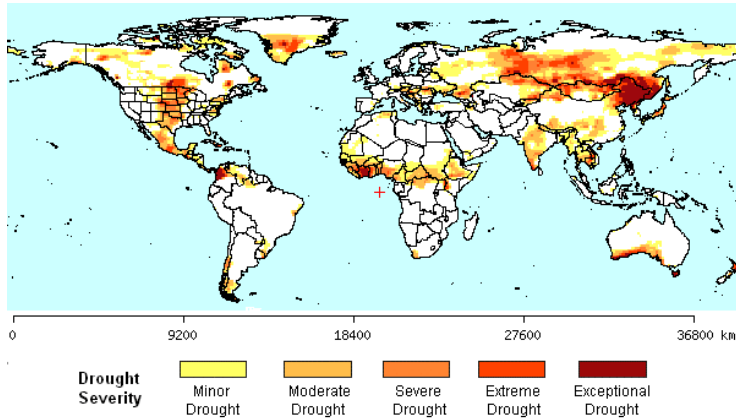 0 9200 18400 27600 36800 km
Drought Severity
Minor Drought
Moderate Drought
Severe Drought
Extreme Drought
Exceptional Drought